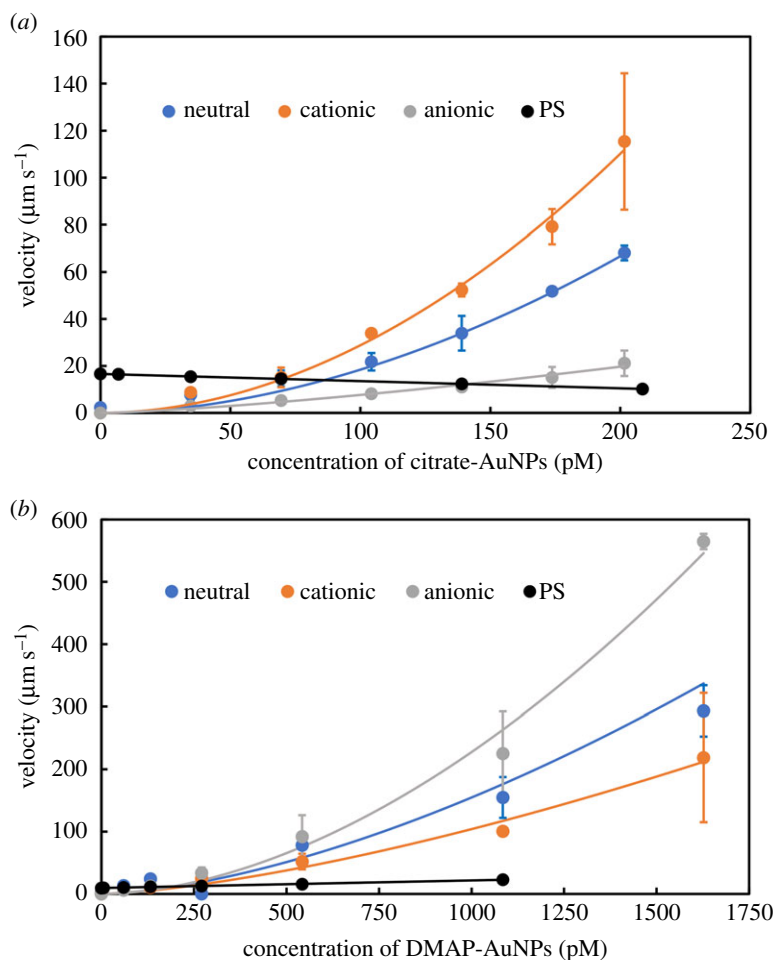 (a)
160
140
120
100
80
60
40
20
0
velocity (µm s⁻¹)
neutral cationic anionic PS
0 50 100 150 200 250
concentration of citrate-AuNPs (pM)
(b)
600
500
400
300
200
100
0
velocity (µm s⁻¹)
neutral cationic anionic PS
0 250 500 750 1000 1250 1500 1750
concentration of DMAP-AuNPs (pM)